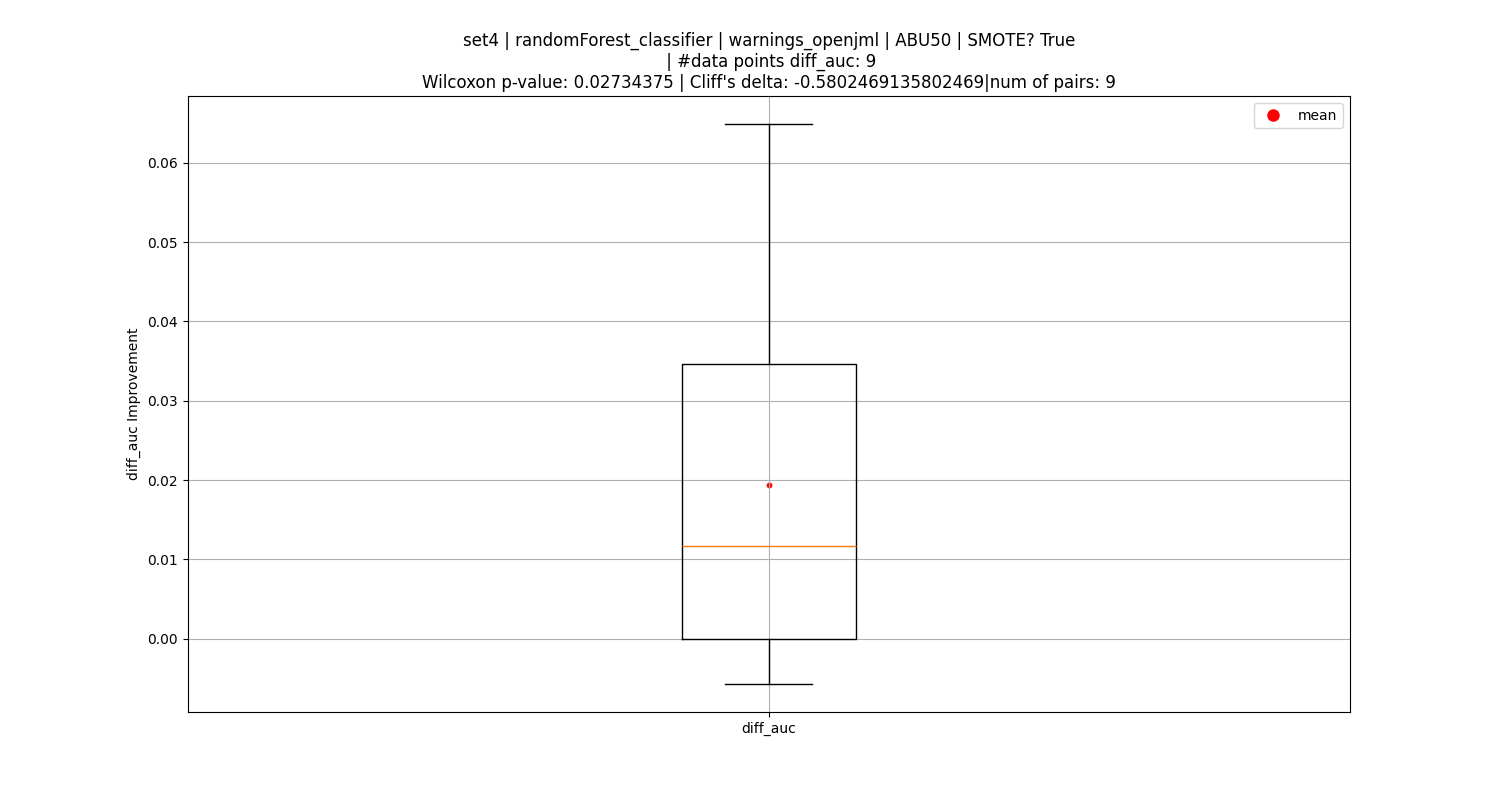 set4 | randomForest_classifier | warnings_openjml | ABU50 | SMOTE? True
| #data points diff_auc: 9
Wilcoxon p-value: 0.02734375 | Cliff's delta: -0.5802469135802469|num of pairs: 9
mean
0.06
0.05
0.04
0.03
0.02
0.01
0.00
diff_auc Improvement
diff_auc